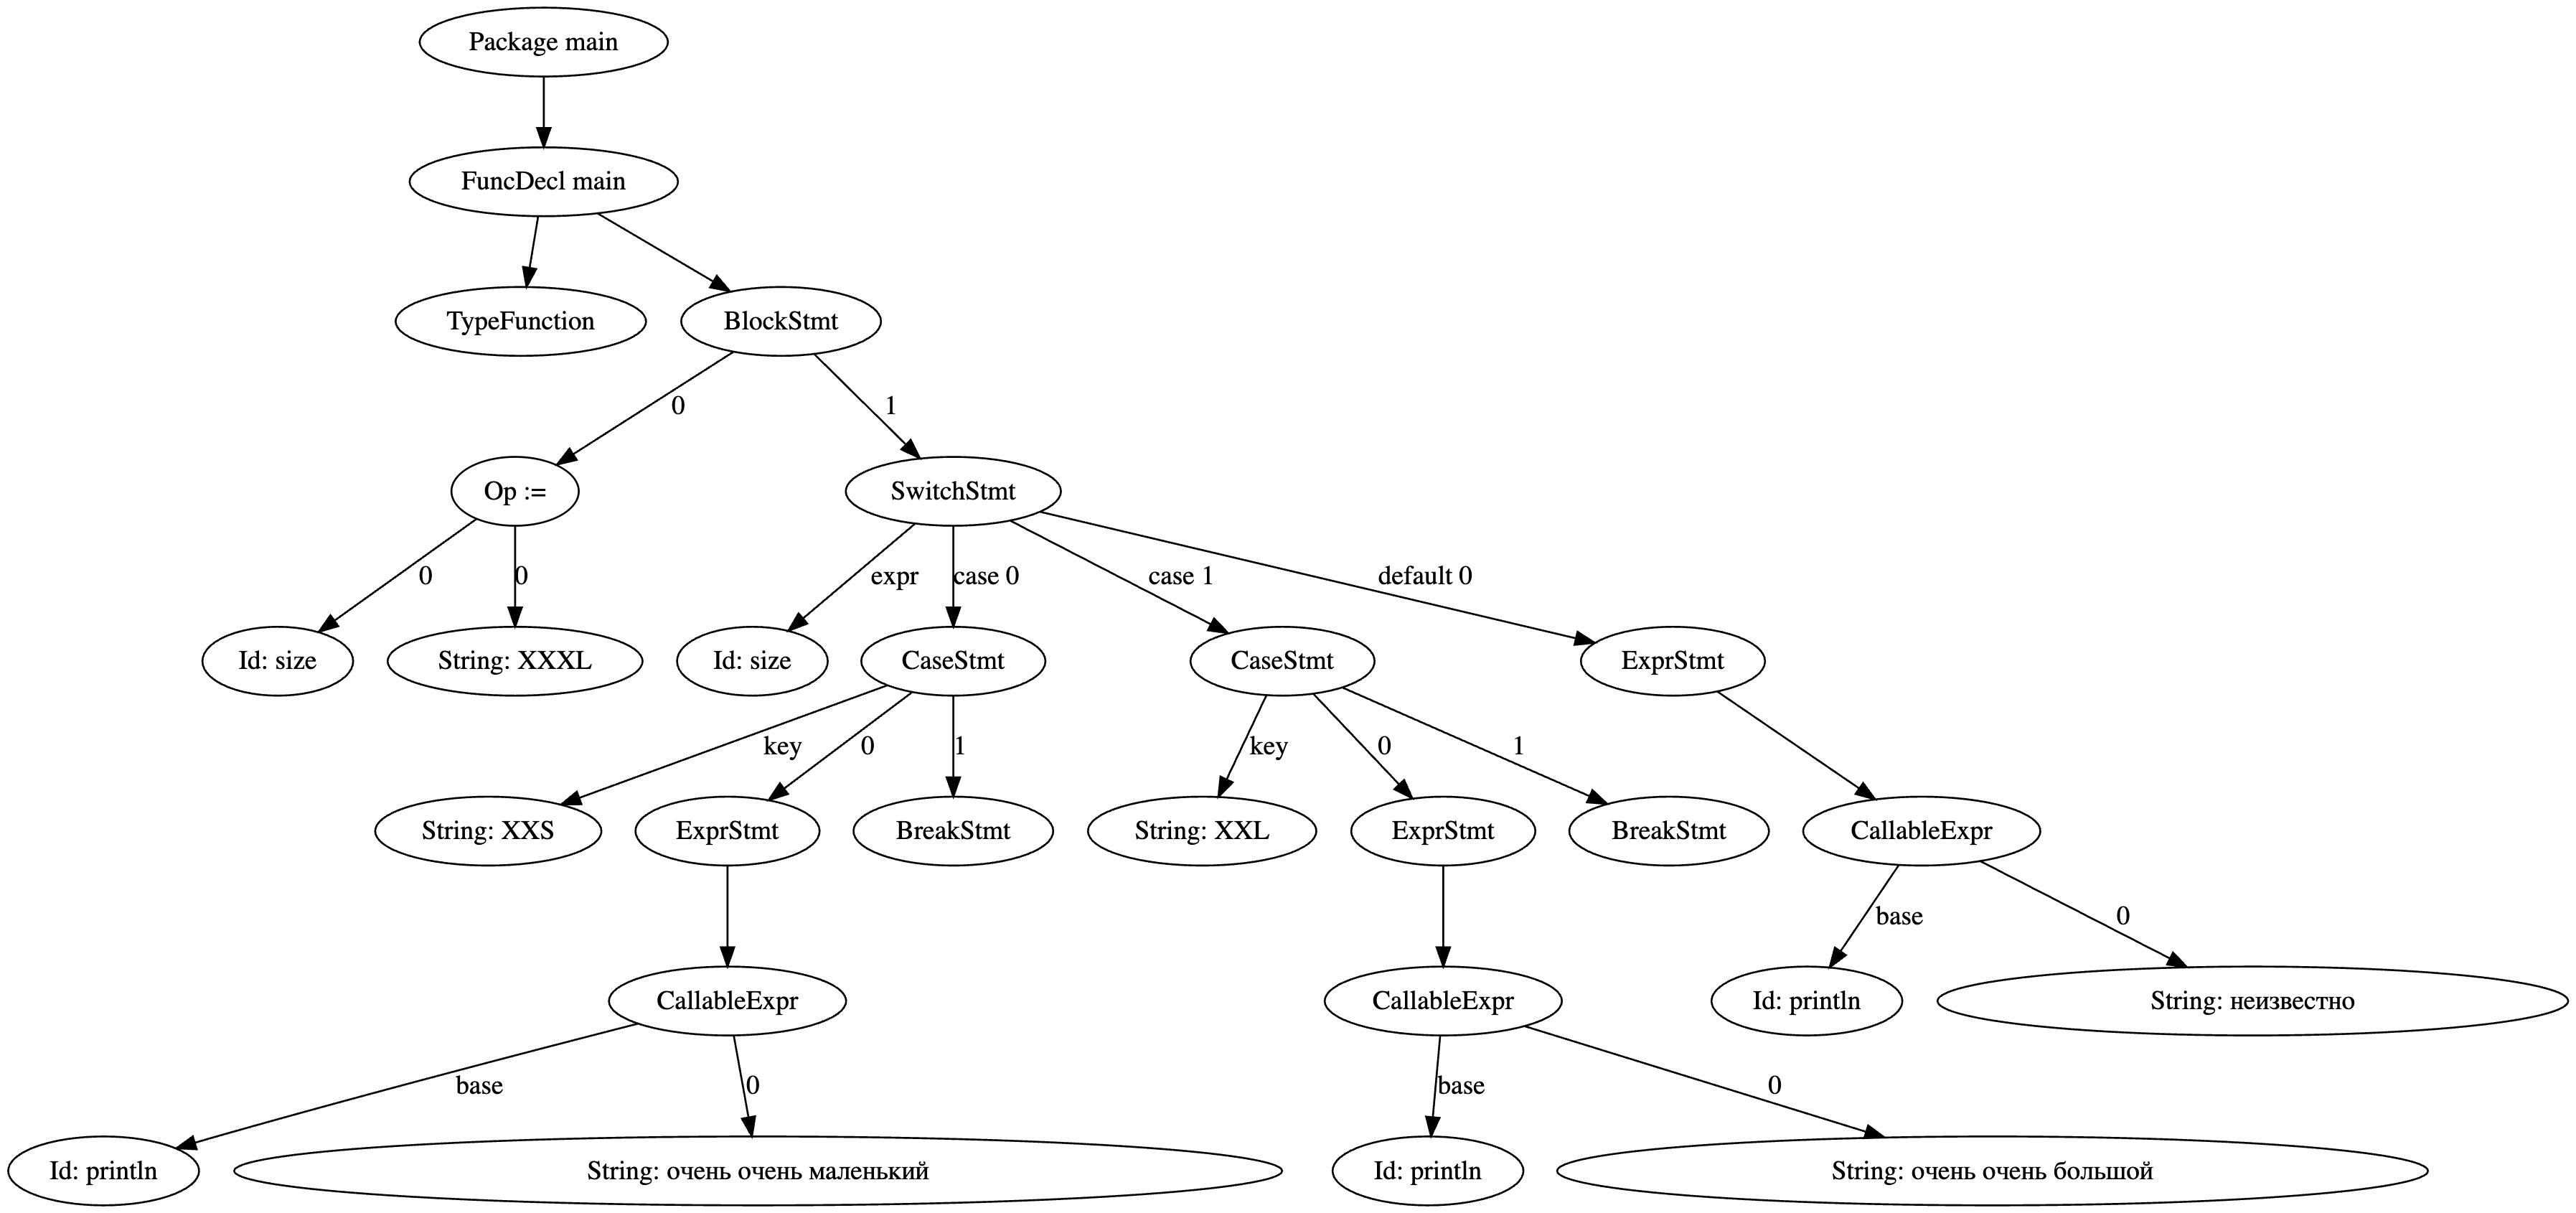 Package main
FuncDecl main
TypeFunction
BlockStmt
0
1
Op :=
SwitchStmt
0
0
expr
case 0
case 1
default 0
Id: size
String: XXXL
Id: size
CaseStmt
CaseStmt
ExprStmt
key
0
1
key
0
1
String: XXS
ExprStmt
BreakStmt
String: XXL
ExprStmt
BreakStmt
CallableExpr
base
0
CallableExpr
CallableExpr
Id: println
String: неизвестно
base
0
base
0
Id: println
String: очень очень маленький
Id: println
String: очень очень большой